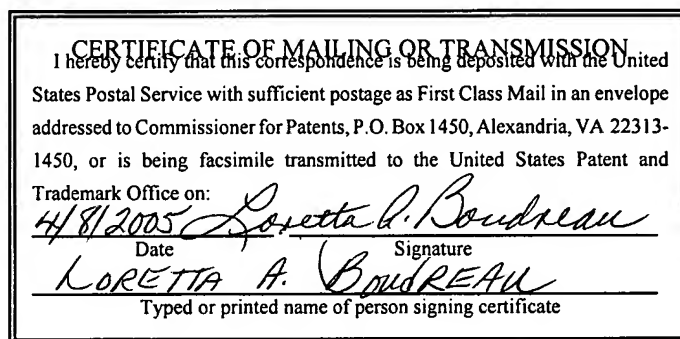 CERTIFICATE OF MAILING OR TRANSMISSION
I hereby certify that this correspondence is being deposited with the United
States Postal Service with sufficient postage as First Class Mail in an envelope
addressed to Commissioner for Patents, P.O. Box 1450, Alexandria, VA 22313-
1450, or is being facsimile transmitted to the United States Patent and
Trademark Office on:
4/8/2005 Loretta A. Boudreau
Date Signature
LORETTA A. BoudREAU
Typed or printed name of person signing certificate